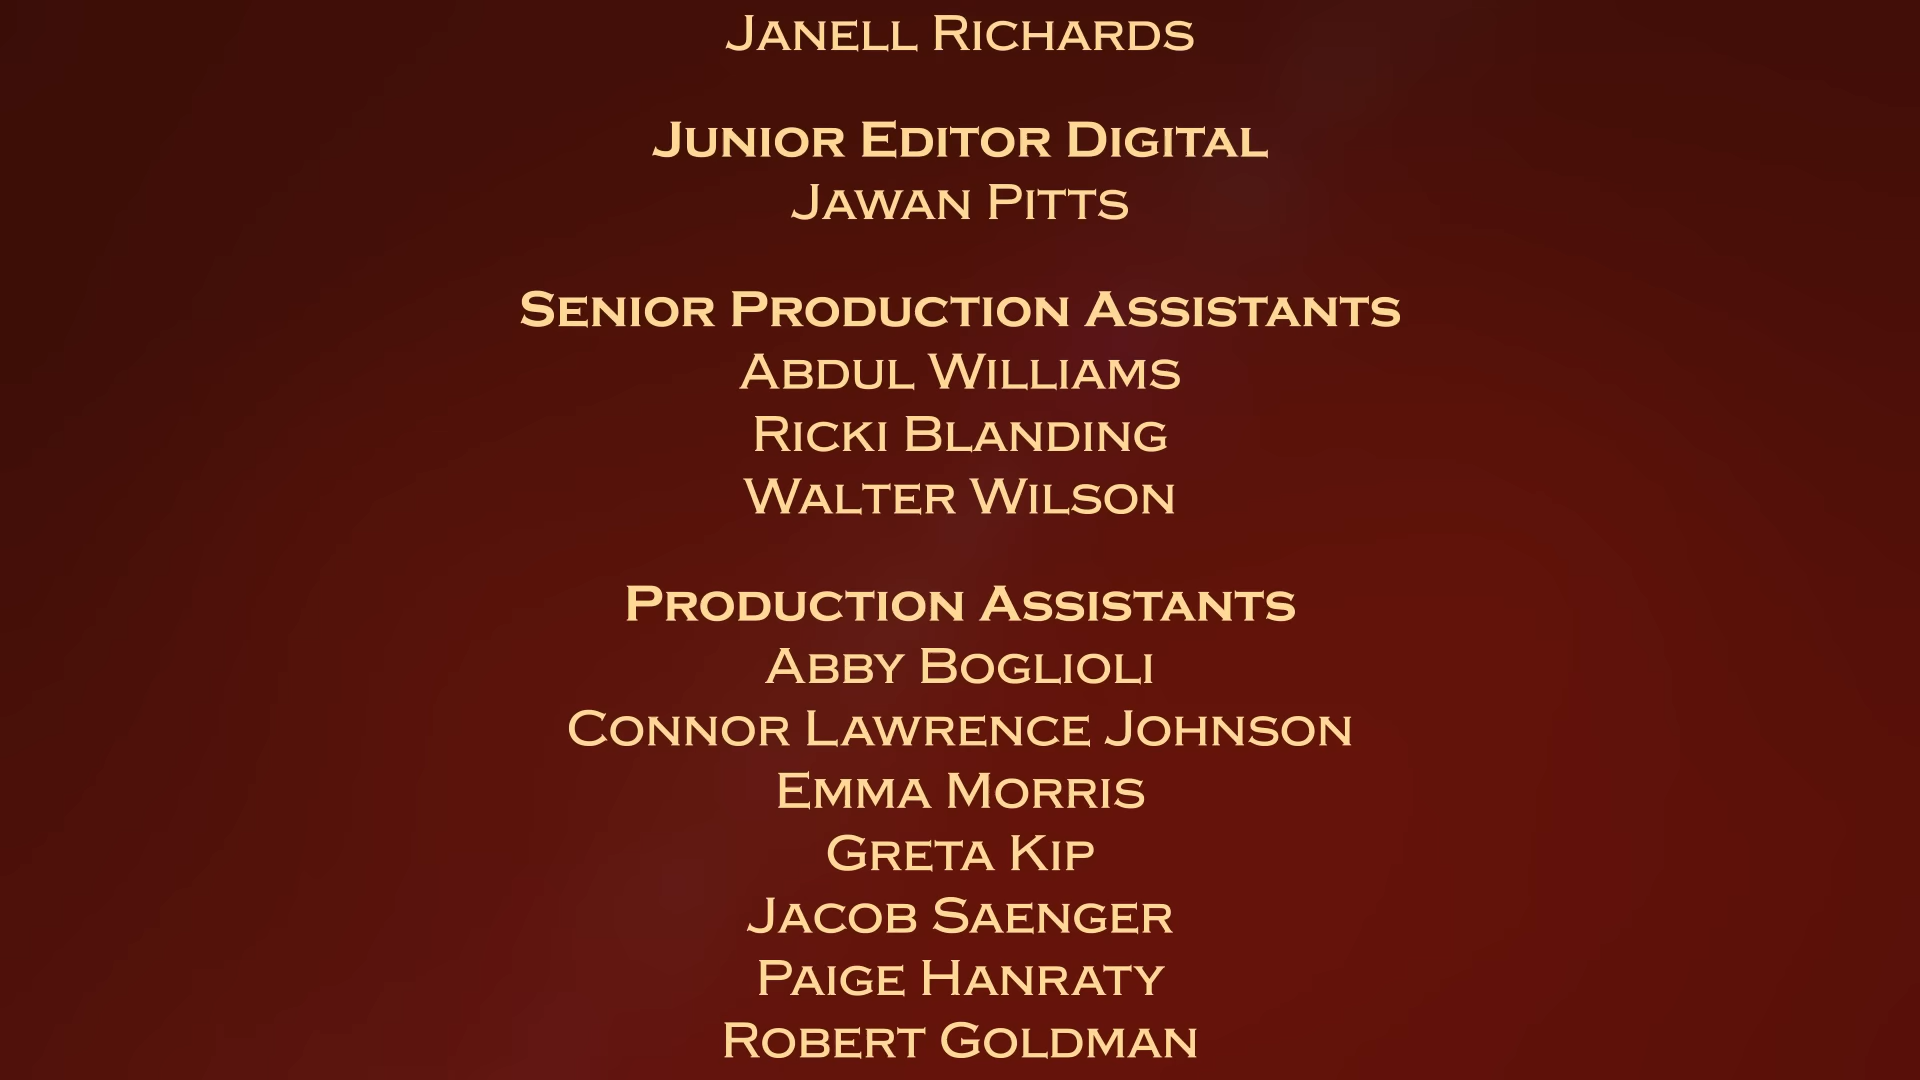 Janell Richards
Junior Editor Digital
Jawan Pitts
Senior Production Assistants
Abdul Williams
Ricki Blanding
Walter Wilson
Production Assistants
Abby Boglioli
Connor Lawrence Johnson
Emma Morris
Greta Kip
Jacob Saenger
Paige Hanraty
Robert Goldman